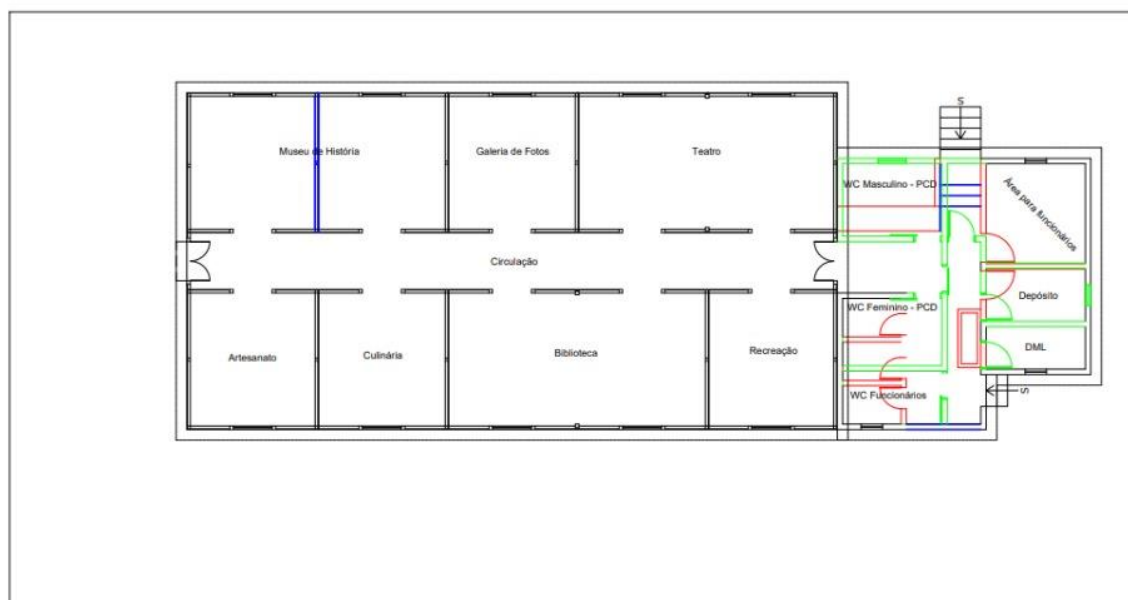 S
Museu de História
Galeria de Fotos
Teatro
WC Masculino - PCD
Área para funcionários
Circulação
Depósito
WC Feminino - PCD
DML
Artesanato
Culinária
Biblioteca
Recreação
WC Funcionários
S